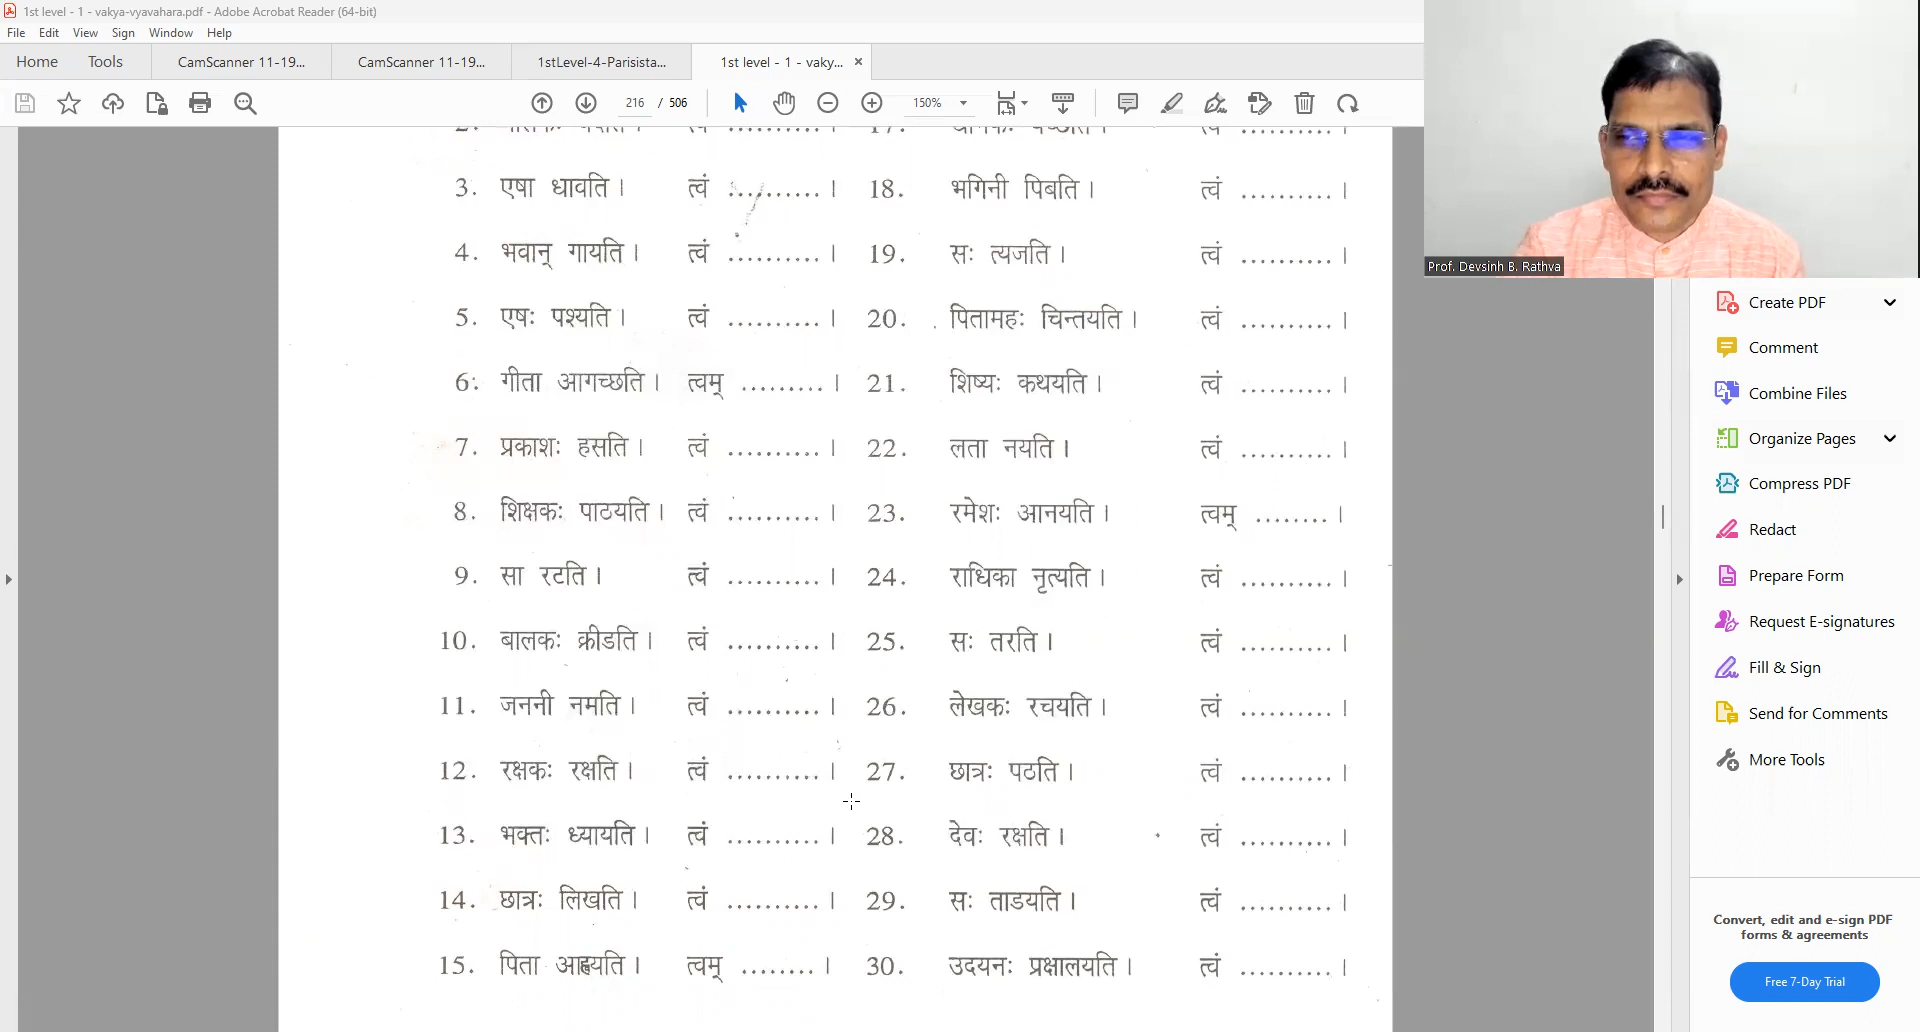 1st level - 1 - vakya-vyavahara.pdf - Adobe Acrobat Reader (64-bit)
File Edit View Sign Window Help
Home Tools CamScanner 11-19... CamScanner 11-19... 1stLevel-4-Parisista... 1st level - 1 - vaky... ×
216 / 506 150%
त्वं .......... । 17. त्वं .......... ।
3. एषा धावति । त्वं .......... । 18. भगिनी पिबति । त्वं .......... ।
4. भवान् गायति । त्वं .......... । 19. सः त्यजति । त्वं .......... ।
5. एषः पश्यति । त्वं .......... । 20. पितामहः चिन्तयति । त्वं .......... ।
6. गीता आगच्छति । त्वम् ......... । 21. शिष्यः कथयति । त्वं .......... ।
7. प्रकाशः हसति । त्वं .......... । 22. लता नयति । त्वं .......... ।
8. शिक्षकः पाठयति । त्वं .......... । 23. रमेशः आनयति । त्वम् ........ ।
9. सा रटति । त्वं .......... । 24. राधिका नृत्यति । त्वं .......... ।
10. बालकः क्रीडति । त्वं .......... । 25. सः तरति । त्वं .......... ।
11. जननी नमति । त्वं .......... । 26. लेखकः रचयति । त्वं .......... ।
12. रक्षकः रक्षति । त्वं .......... । 27. छात्रः पठति । त्वं .......... ।
13. भक्तः ध्यायति । त्वं .......... । 28. देवः रक्षति । त्वं .......... ।
14. छात्रः लिखति । त्वं .......... । 29. सः ताडयति । त्वं .......... ।
15. पिता आह्वयति । त्वम् ........ । 30. उदयनः प्रक्षालयति । त्वं .......... ।
Prof. Devsinh B. Rathva
Create PDF
Comment
Combine Files
Organize Pages
Compress PDF
Redact
Prepare Form
Request E-signatures
Fill & Sign
Send for Comments
More Tools
Convert, edit and e-sign PDF
forms & agreements
Free 7-Day Trial